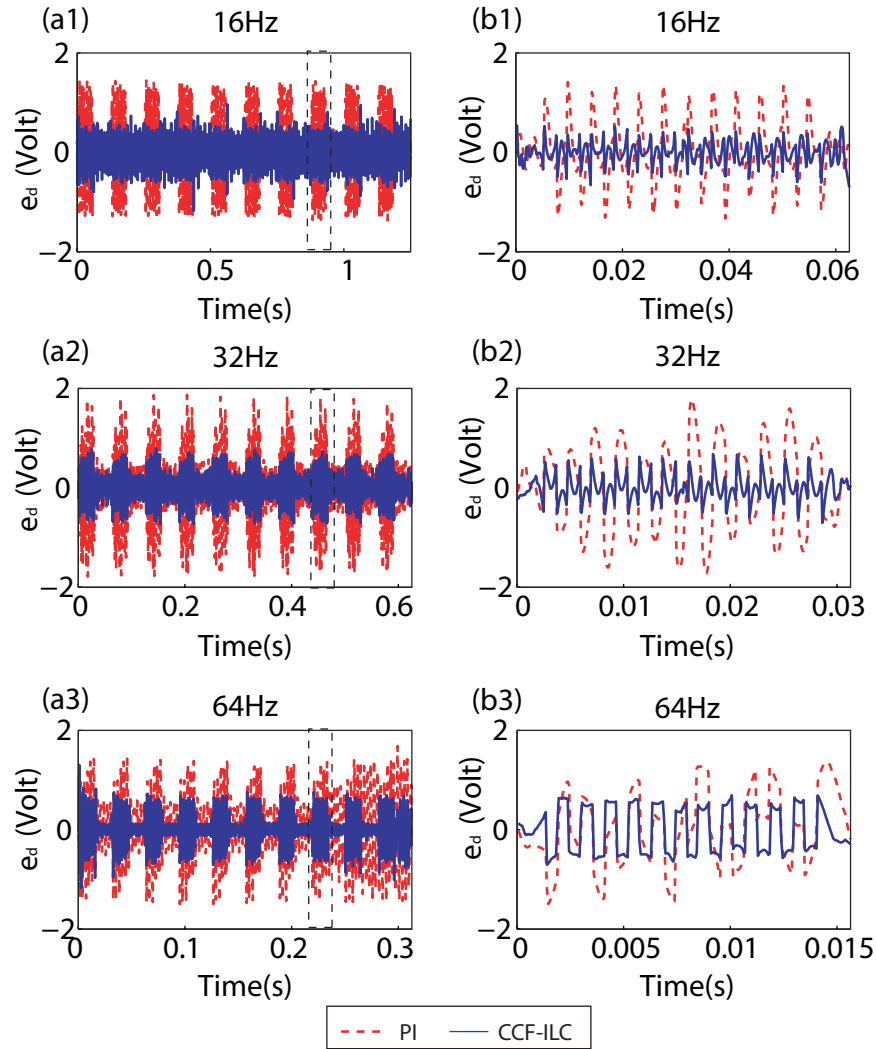 (a1) 16Hz
2
0
−2
e_d (Volt)
0 0.5 1
Time(s)
(b1) 16Hz
2
0
−2
e_d (Volt)
0 0.02 0.04 0.06
Time(s)
(a2) 32Hz
2
0
−2
e_d (Volt)
0 0.2 0.4 0.6
Time(s)
(b2) 32Hz
2
0
−2
e_d (Volt)
0 0.01 0.02 0.03
Time(s)
(a3) 64Hz
2
0
−2
e_d (Volt)
0 0.1 0.2 0.3
Time(s)
(b3) 64Hz
2
0
−2
e_d (Volt)
0 0.005 0.01 0.015
Time(s)
PI CCF-ILC